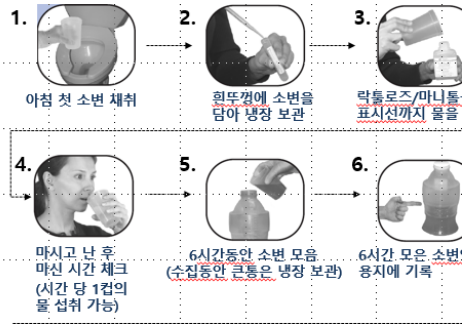 1.
아침 첫 소변 채취
2.
흰뚜껑에 소변을
담아 냉장 보관
3.
락툴로즈/마니톨
표시선까지 물을
4.
마시고 난 후
마신 시간 체크
(시간 당 1컵의
물 섭취 가능)
5.
6시간동안 소변 모음
(수집동안 큰통은 냉장 보관)
6.
6시간 모은 소변
용지에 기록